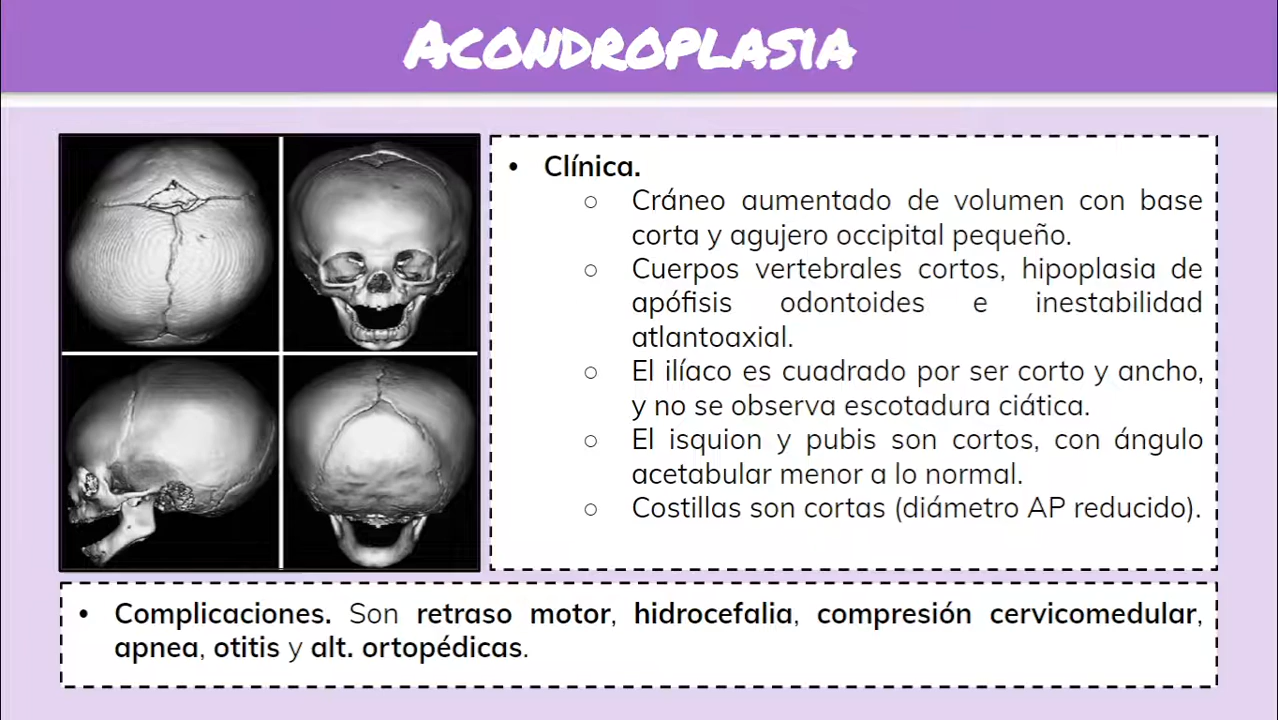 ACONDROPLASIA
• Clínica.
○ Cráneo aumentado de volumen con base
corta y agujero occipital pequeño.
○ Cuerpos vertebrales cortos, hipoplasia de
apófisis odontoides e inestabilidad
atlantoaxial.
○ El ilíaco es cuadrado por ser corto y ancho,
y no se observa escotadura ciática.
○ El isquion y pubis son cortos, con ángulo
acetabular menor a lo normal.
○ Costillas son cortas (diámetro AP reducido).
• Complicaciones. Son retraso motor, hidrocefalia, compresión cervicomedular,
apnea, otitis y alt. ortopédicas.